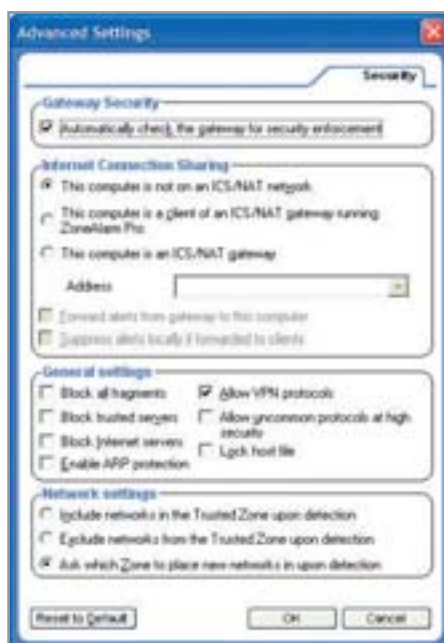 Advanced Settings
Security
Gateway Security
Automatically check the gateway for security enforcement
Internet Connection Sharing
This computer is not on an ICS/NAT network
This computer is a client of an ICS/NAT gateway running
ZoneAlarm Pro
This computer is an ICS/NAT gateway
Address
Forward alerts from gateway to this computer
Suppress alerts locally if forwarded to clients
General settings
Block all fragments
Block trusted servers
Block Internet servers
Enable ARP protection
Allow VPN protocols
Allow uncommon protocols at high
security
Lock host file
Network settings
Include networks in the Trusted Zone upon detection
Exclude networks from the Trusted Zone upon detection
Ask which Zone to place new networks in upon detection
Reset to Default
OK
Cancel